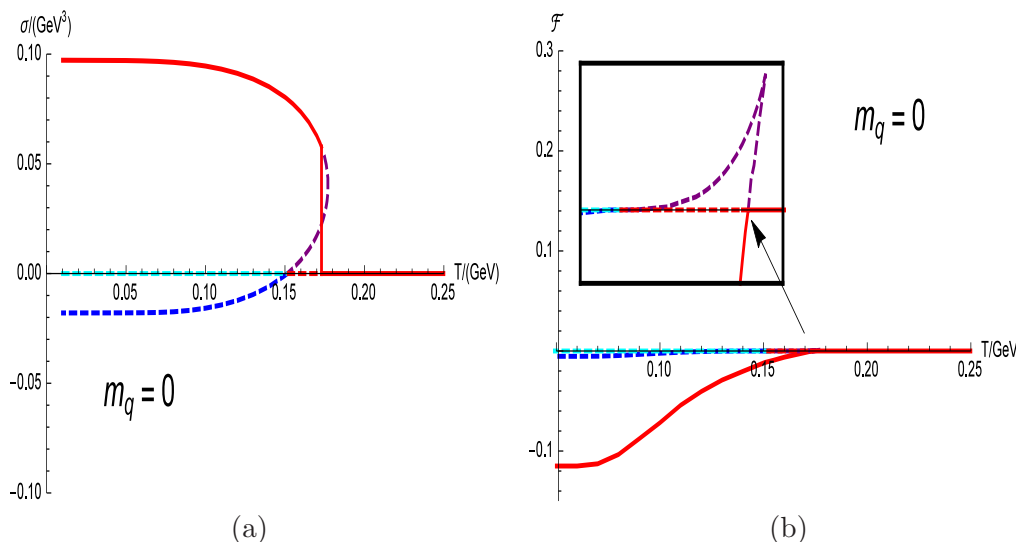 σ/(GeV³)
0.10
0.05
0.00
-0.05
-0.10
0.05 0.10 0.15 0.20 0.25
T/(GeV)
m_q = 0
(a)
ℱ
0.3
0.2
0.1
-0.1
0.10 0.15 0.20 0.25
T/GeV
m_q = 0
(b)